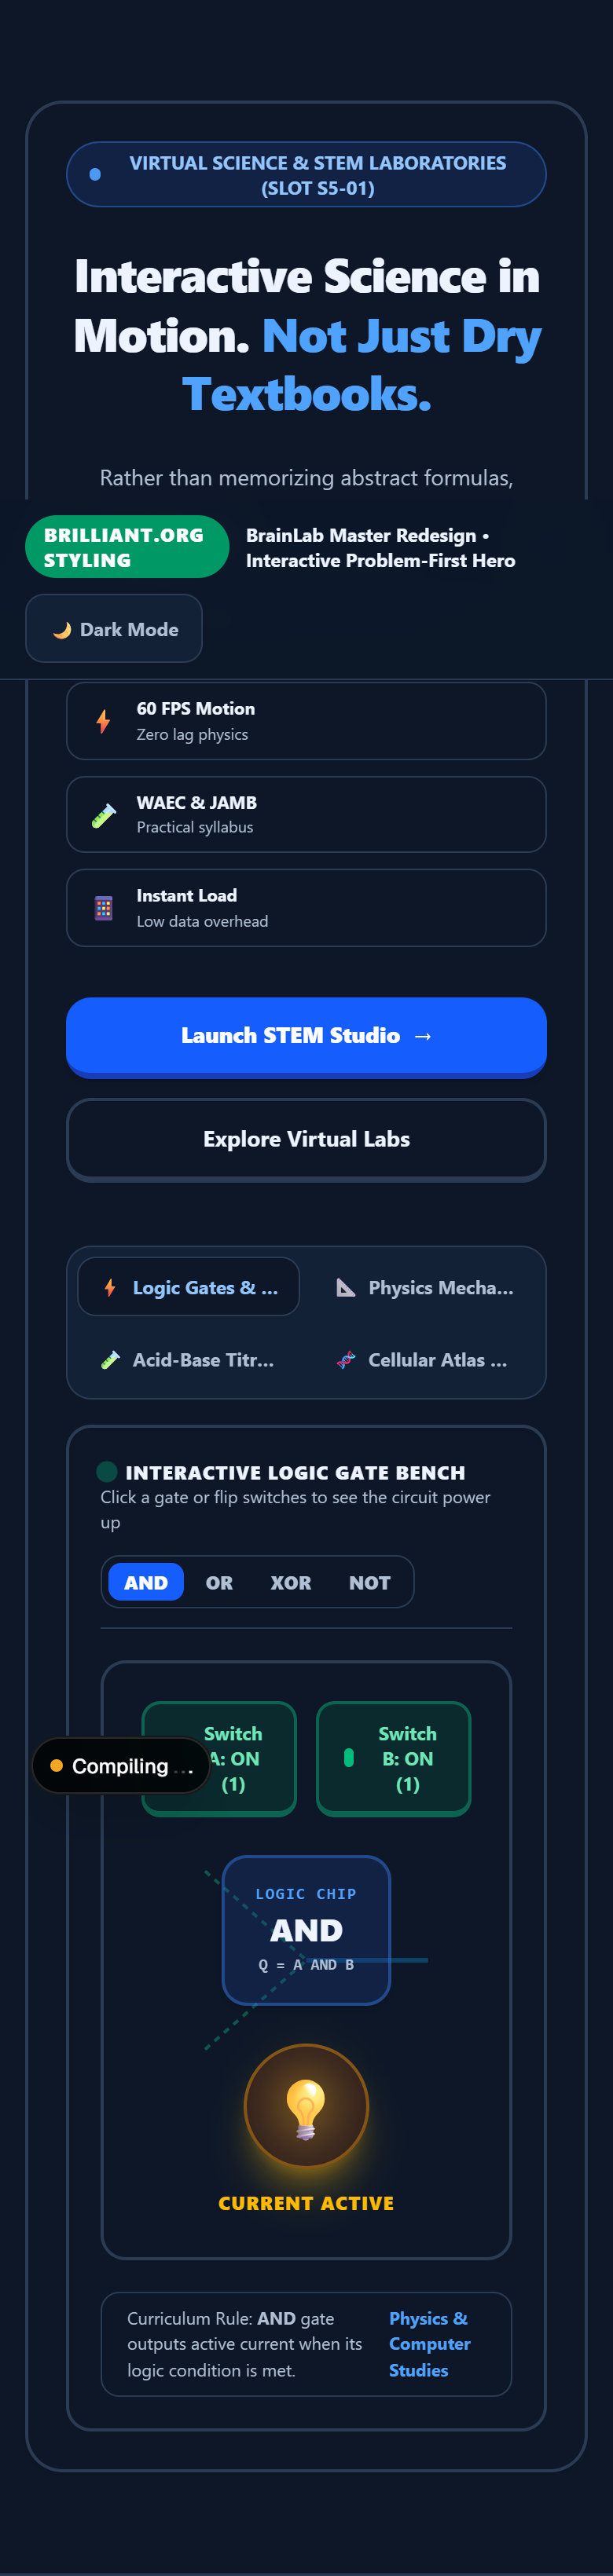 VIRTUAL SCIENCE & STEM LABORATORIES
(SLOT S5-01)
Interactive Science in
Motion. Not Just Dry
Textbooks.
Rather than memorizing abstract formulas,
BRILLIANT.ORG
STYLING
BrainLab Master Redesign •
Interactive Problem-First Hero
Dark Mode
60 FPS Motion
Zero lag physics
WAEC & JAMB
Practical syllabus
Instant Load
Low data overhead
Launch STEM Studio →
Explore Virtual Labs
Logic Gates & ...
Physics Mecha...
Acid-Base Titr...
Cellular Atlas ...
INTERACTIVE LOGIC GATE BENCH
Click a gate or flip switches to see the circuit power
up
AND OR XOR NOT
Switch
A: ON
(1)
Switch
B: ON
(1)
Compiling ...
LOGIC CHIP
AND
Q = A AND B
CURRENT ACTIVE
Curriculum Rule: AND gate
outputs active current when its
logic condition is met.
Physics &
Computer
Studies